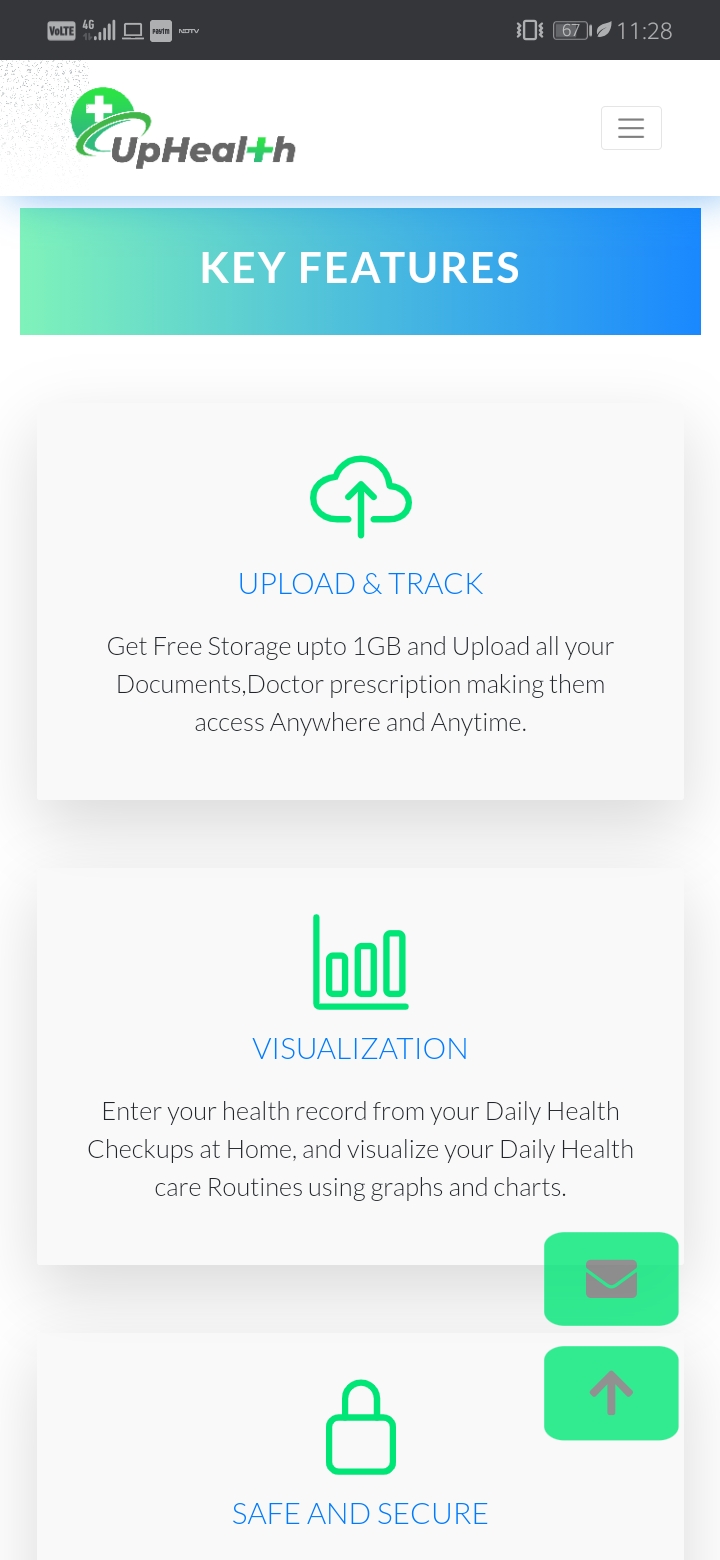 VoLTE 4G Paytm NDTV 67 11:28
UpHealth
KEY FEATURES
UPLOAD & TRACK
Get Free Storage upto 1GB and Upload all your
Documents,Doctor prescription making them
access Anywhere and Anytime.
VISUALIZATION
Enter your health record from your Daily Health
Checkups at Home, and visualize your Daily Health
care Routines using graphs and charts.
SAFE AND SECURE